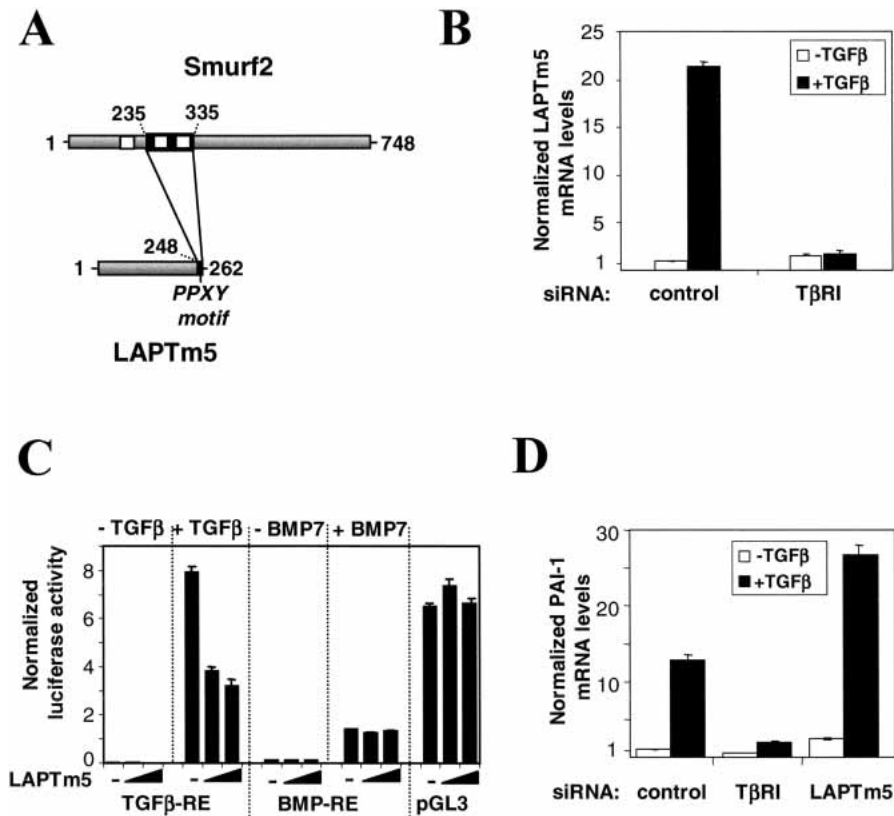 A
Smurf2
235
335
1
748
248
1
262
PPXY
motif
LAPTm5
B
Normalized LAPTm5
mRNA levels
25
20
15
10
5
1
-TGFβ
+TGFβ
siRNA:
control
TβRI
C
- TGFβ
+ TGFβ
- BMP7
+ BMP7
Normalized
luciferase activity
8
6
4
2
0
LAPTm5
-
-
-
-
-
TGFβ-RE
BMP-RE
pGL3
D
Normalized PAI-1
mRNA levels
30
20
10
1
-TGFβ
+TGFβ
siRNA:
control
TβRI
LAPTm5